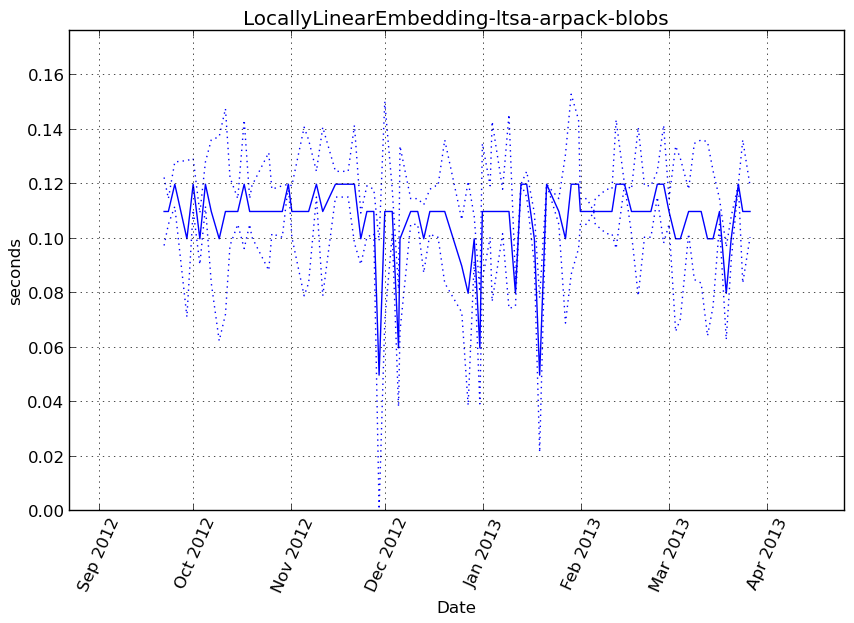 LocallyLinearEmbedding-ltsa-arpack-blobs
0.16
0.14
0.12
0.10
0.08
0.06
0.04
0.02
0.00
seconds
Sep 2012
Oct 2012
Nov 2012
Dec 2012
Jan 2013
Feb 2013
Mar 2013
Apr 2013
Date